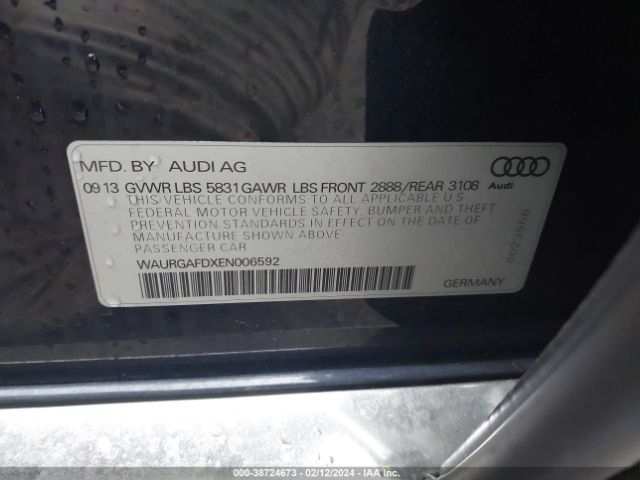 MFD. BY AUDI AG
09 13 GVWR LBS 5831 GAWR LBS FRONT 2888/REAR 3108 Audi
THIS VEHICLE CONFORMS TO ALL APPLICABLE U S
FEDERAL MOTOR VEHICLE SAFETY, BUMPER AND THEFT
PREVENTION STANDARDS IN EFFECT ON THE DATE OF
MANUFACTURE SHOWN ABOVE:
PASSENGER CAR
WAURGAFDXEN006592
GERMANY
4023566
000-38724673 - 02/12/2024 - IAA Inc.